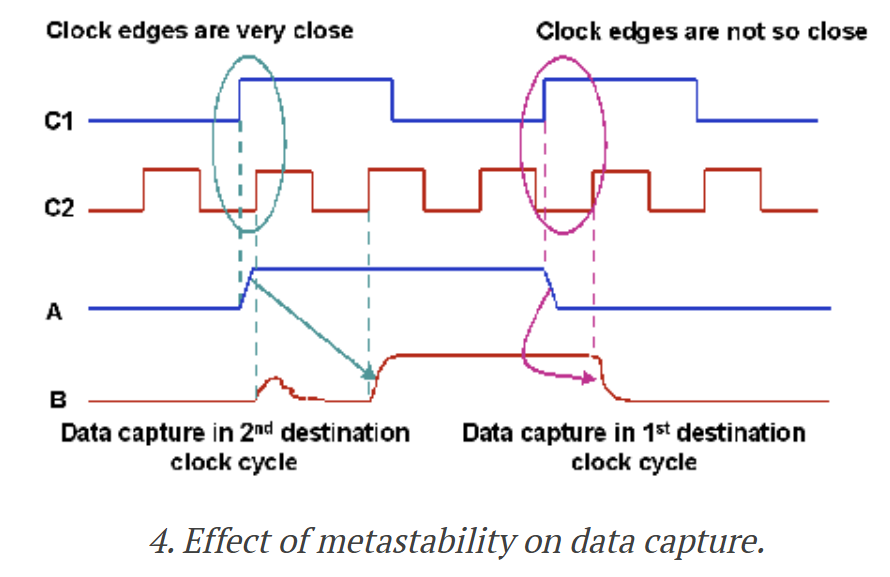 Clock edges are very close
Clock edges are not so close
C1
C2
A
B
Data capture in 2nd destination
clock cycle
Data capture in 1st destination
clock cycle
4. Effect of metastability on data capture.